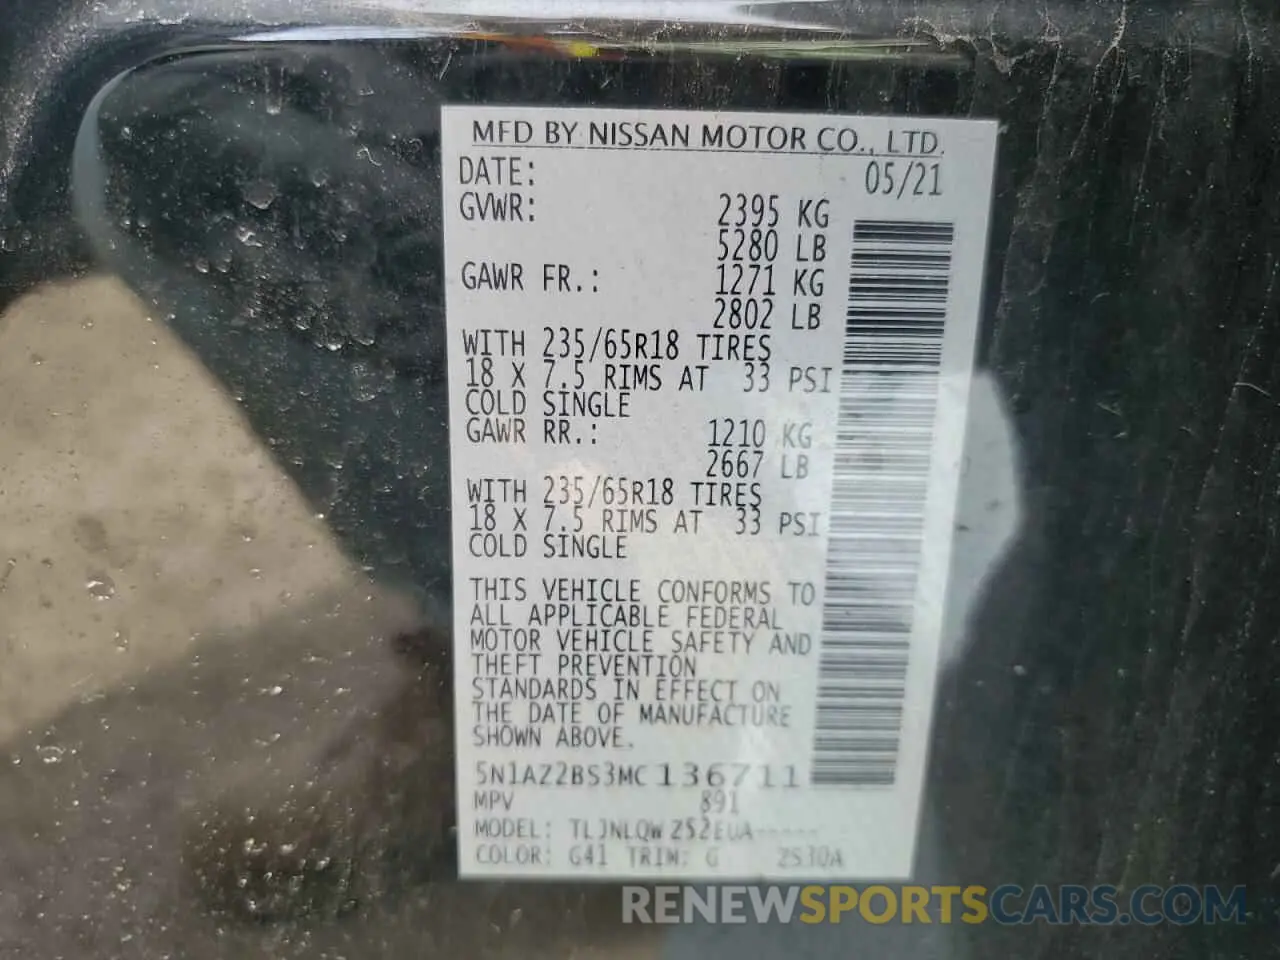 MFD BY NISSAN MOTOR CO., LTD.
DATE: 05/21
GVWR: 2395 KG
5280 LB
GAWR FR.: 1271 KG
2802 LB
WITH 235/65R18 TIRES
18 X 7.5 RIMS AT 33 PSI
COLD SINGLE
GAWR RR.: 1210 KG
2667 LB
WITH 235/65R18 TIRES
18 X 7.5 RIMS AT 33 PSI
COLD SINGLE
THIS VEHICLE CONFORMS TO
ALL APPLICABLE FEDERAL
MOTOR VEHICLE SAFETY AND
THEFT PREVENTION
STANDARDS IN EFFECT ON
THE DATE OF MANUFACTURE
SHOWN ABOVE.
5N1AZ2BS3MC136711
MPV 891
MODEL: TLJNLQW Z52EUA-----
COLOR: G41 TRIM: G 2S30A
RENEWSPORTSCARS.COM